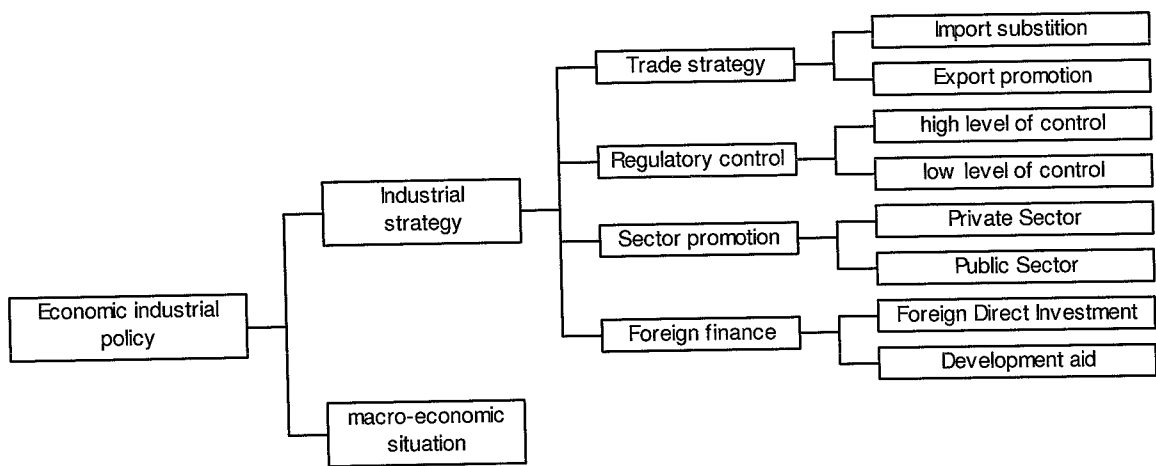 Import substition
Trade strategy
Export promotion
high level of control
Regulatory control
low level of control
Industrial
strategy
Private Sector
Sector promotion
Public Sector
Economic industrial
policy
Foreign Direct Investment
Foreign finance
Development aid
macro-economic
situation